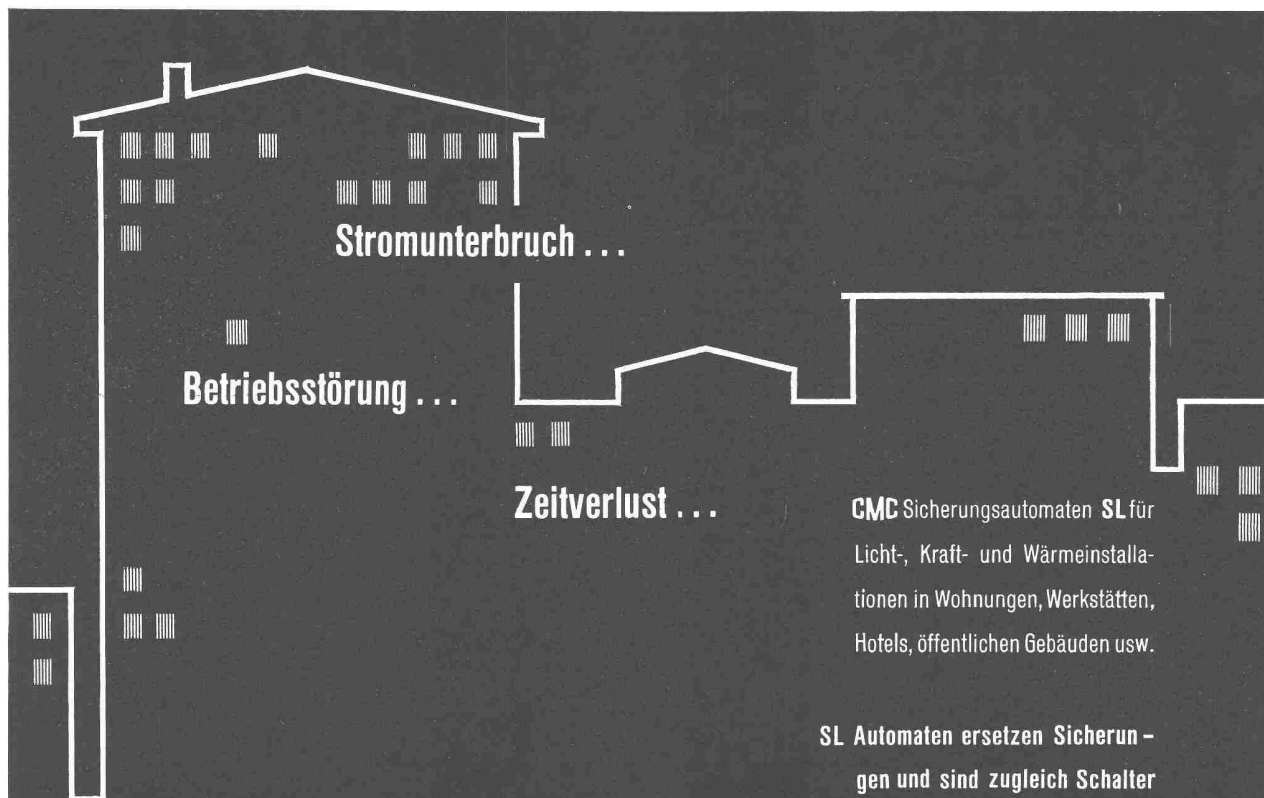 Stromunterbruch ...
Betriebsstörung ...
Zeitverlust ...
CMC Sicherungsautomaten SL für
Licht-, Kraft- und Wärmeinstalla-
tionen in Wohnungen, Werkstätten,
Hotels, öffentlichen Gebäuden usw.
SL Automaten ersetzen Sicherun-
gen und sind zugleich Schalter